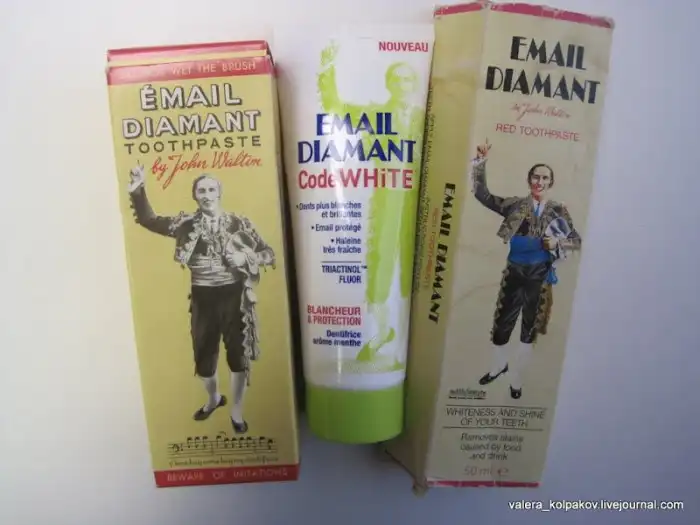 WET THE BRUSH
ÉMAIL
DIAMANT
TOOTHPASTE
by John Walton
BEWARE OF IMITATIONS
NOUVEAU
EMAIL
DIAMANT
CodeWHiTE
•Dents plus blanches
et brillantes
• Email protégé
• Haleine
très fraîche
TRIACTINOL™
FLUOR
BLANCHEUR
& PROTECTION
Dentifrice
arôme menthe
EMAIL DIAMANT
EMAIL
DIAMANT
by John Walton
RED TOOTHPASTE
WHITENESS AND SHINE
OF YOUR TEETH
Removes stains
caused by food
and drink
50 ml e
valera_kolpakov.livejournal.com